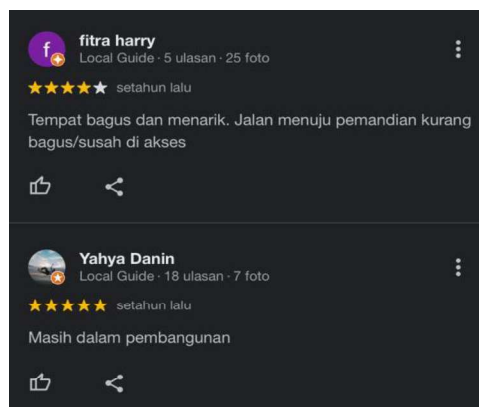 f
fitra harry
Local Guide · 5 ulasan · 25 foto
setahun lalu
Tempat bagus dan menarik. Jalan menuju pemandian kurang
bagus/susah di akses
Yahya Danin
Local Guide · 18 ulasan · 7 foto
setahun lalu
Masih dalam pembangunan